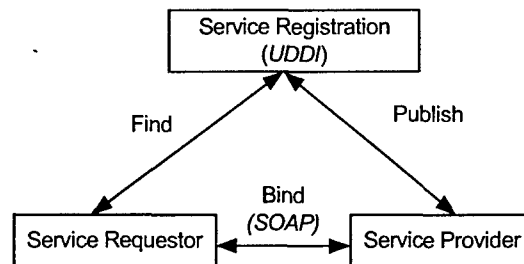 Service Registration
(UDDI)
Find
Publish
Bind
(SOAP)
Service Requestor
Service Provider